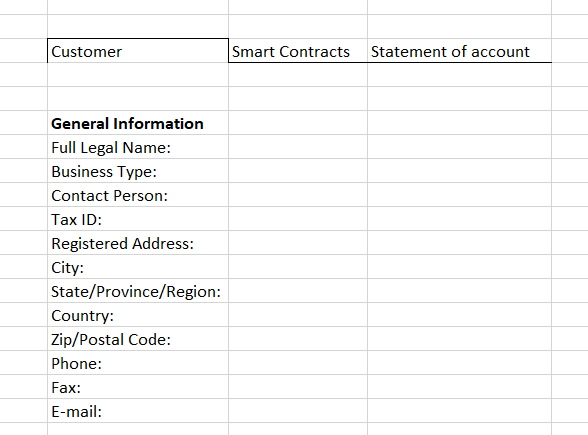 Customer Smart Contracts Statement of account
General Information
Full Legal Name:
Business Type:
Contact Person:
Tax ID:
Registered Address:
City:
State/Province/Region:
Country:
Zip/Postal Code:
Phone:
Fax:
E-mail: